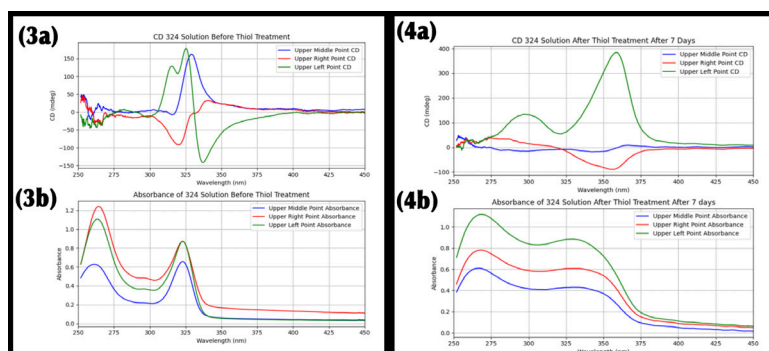 (3a)
CD 324 Solution Before Thiol Treatment
Upper Middle Point CD
Upper Right Point CD
Upper Left Point CD
CD (mdeg)
150
100
50
0
-50
-100
-150
250 275 300 325 350 375 400 425 450
Wavelength (nm)
(3b)
Absorbance of 324 Solution Before Thiol Treatment
Upper Middle Point Absorbance
Upper Right Point Absorbance
Upper Left Point Absorbance
Absorbance
1.2
1.0
0.8
0.6
0.4
0.2
0.0
250 275 300 325 350 375 400 425 450
Wavelength (nm)
(4a)
CD 324 Solution After Thiol Treatment After 7 Days
Upper Middle Point CD
Upper Right Point CD
Upper Left Point CD
CD (mdeg)
400
300
200
100
0
-100
250 275 300 325 350 375 400 425 450
Wavelength (nm)
(4b)
Absorbance of 324 Solution After Thiol Treatment After 7 days
Upper Middle Point Absorbance
Upper Right Point Absorbance
Upper Left Point Absorbance
Absorbance
1.0
0.8
0.6
0.4
0.2
0.0
250 275 300 325 350 375 400 425 450